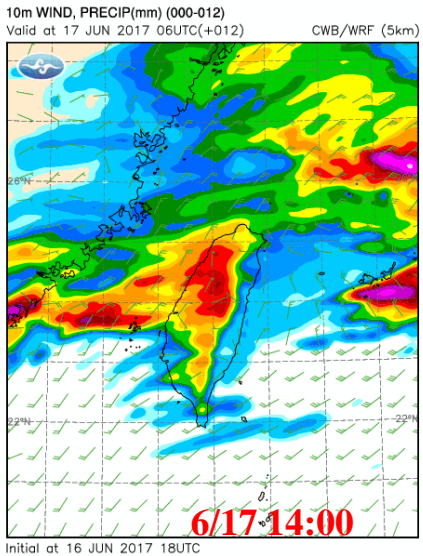 10m WIND, PRECIP(mm) (000-012)
Valid at 17 JUN 2017 06UTC(+012) CWB/WRF (5km)
26°N
22°N 22°N
6/17 14:00
Initial at 16 JUN 2017 18UTC